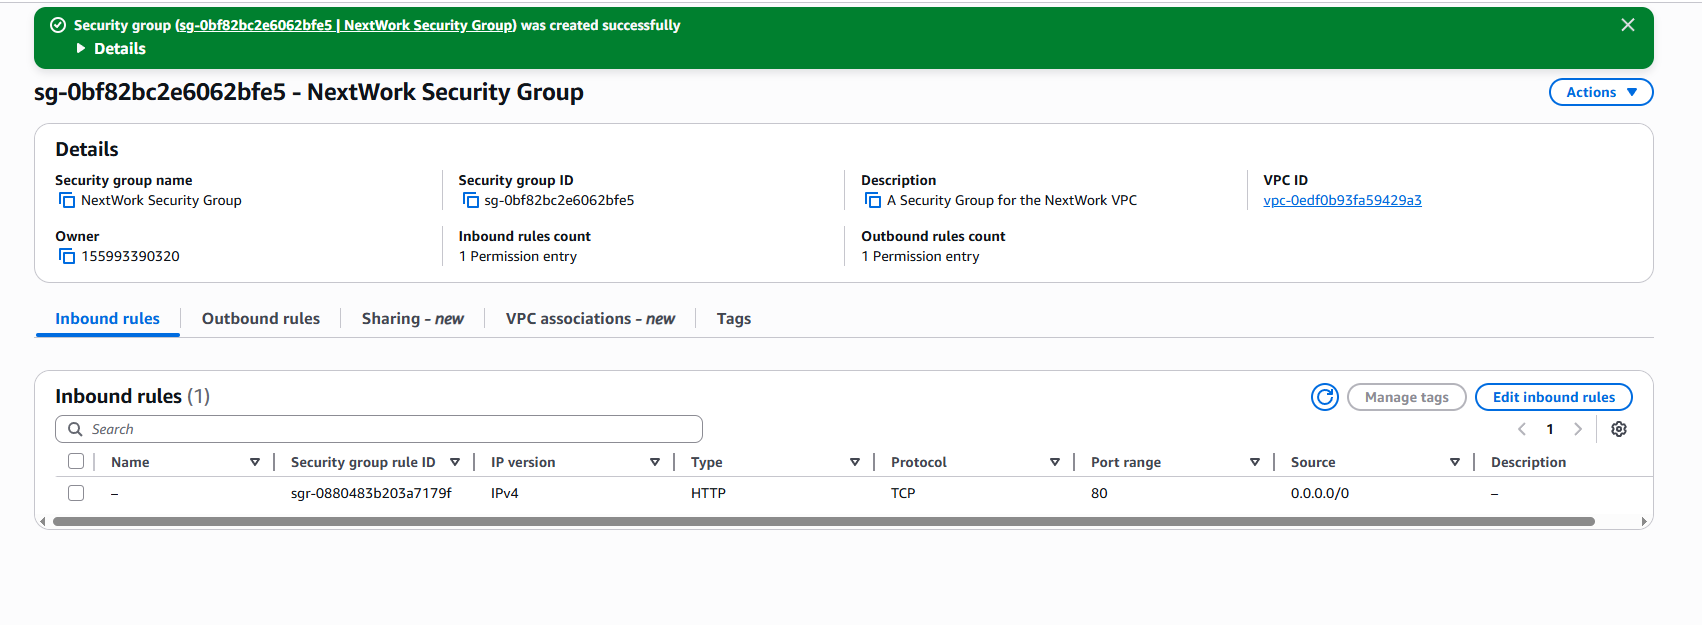 Security group (sg-0bf82bc2e6062bfe5 | NextWork Security Group) was created successfully
Details
sg-0bf82bc2e6062bfe5 - NextWork Security Group
Actions
Details
Security group name
NextWork Security Group
Security group ID
sg-0bf82bc2e6062bfe5
Description
A Security Group for the NextWork VPC
VPC ID
vpc-0edf0b93fa59429a3
Owner
155993390320
Inbound rules count
1 Permission entry
Outbound rules count
1 Permission entry
Inbound rules Outbound rules Sharing - new VPC associations - new Tags
Inbound rules (1)
Manage tags Edit inbound rules
Search
1
Name Security group rule ID IP version Type Protocol Port range Source Description
– sgr-0880483b203a7179f IPv4 HTTP TCP 80 0.0.0.0/0 –